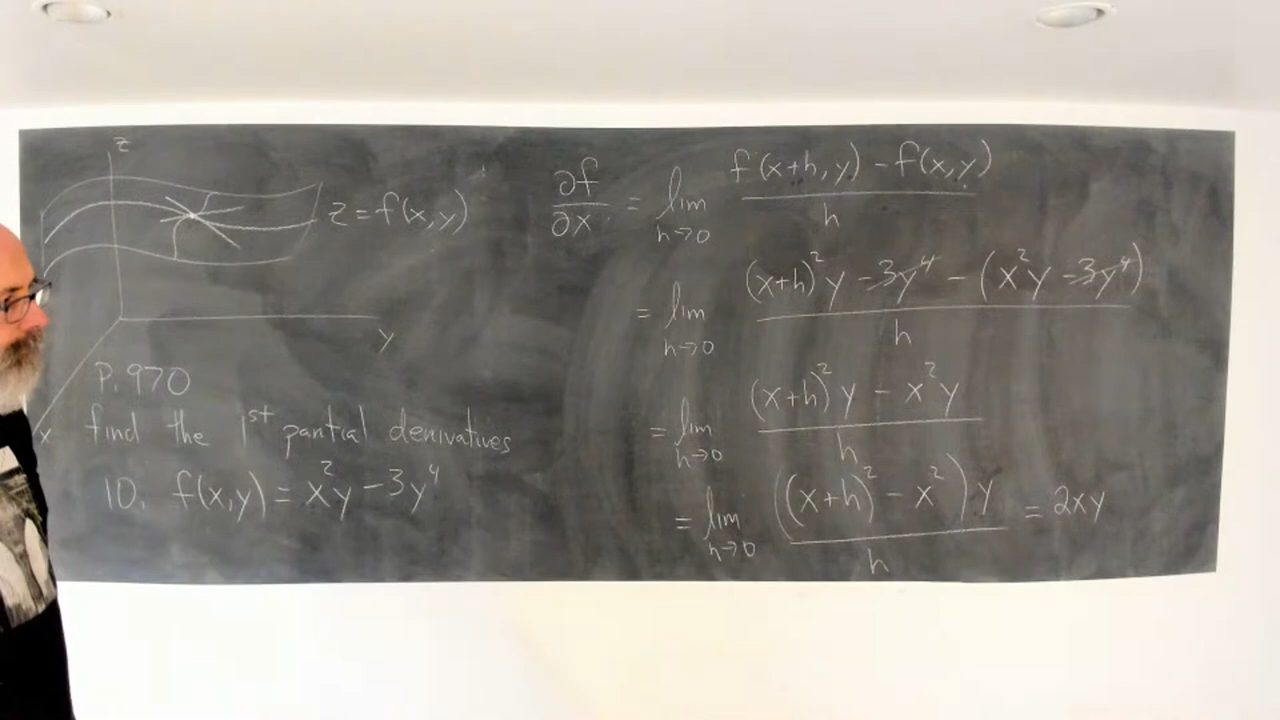 z
z = f(x,y)
y
x
P. 970
find the 1st partial derivatives
10. f(x,y) = x²y - 3y⁴
∂f/∂x = lim h→0 (f(x+h, y) - f(x,y))/h
= lim h→0 ((x+h)²y - 3y⁴ - (x²y - 3y⁴))/h
= lim h→0 ((x+h)²y - x²y)/h
= lim h→0 (((x+h)² - x²)y)/h = 2xy